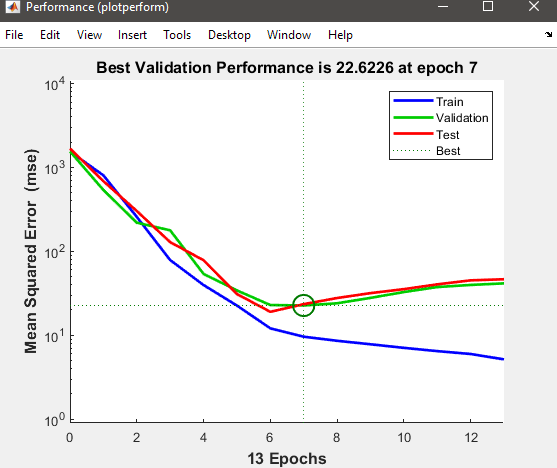 Performance (plotperform)
File Edit View Insert Tools Desktop Window Help
Best Validation Performance is 22.6226 at epoch 7
Mean Squared Error (mse)
10^4
10^3
10^2
10^1
10^0
Train
Validation
Test
Best
0 2 4 6 8 10 12
13 Epochs